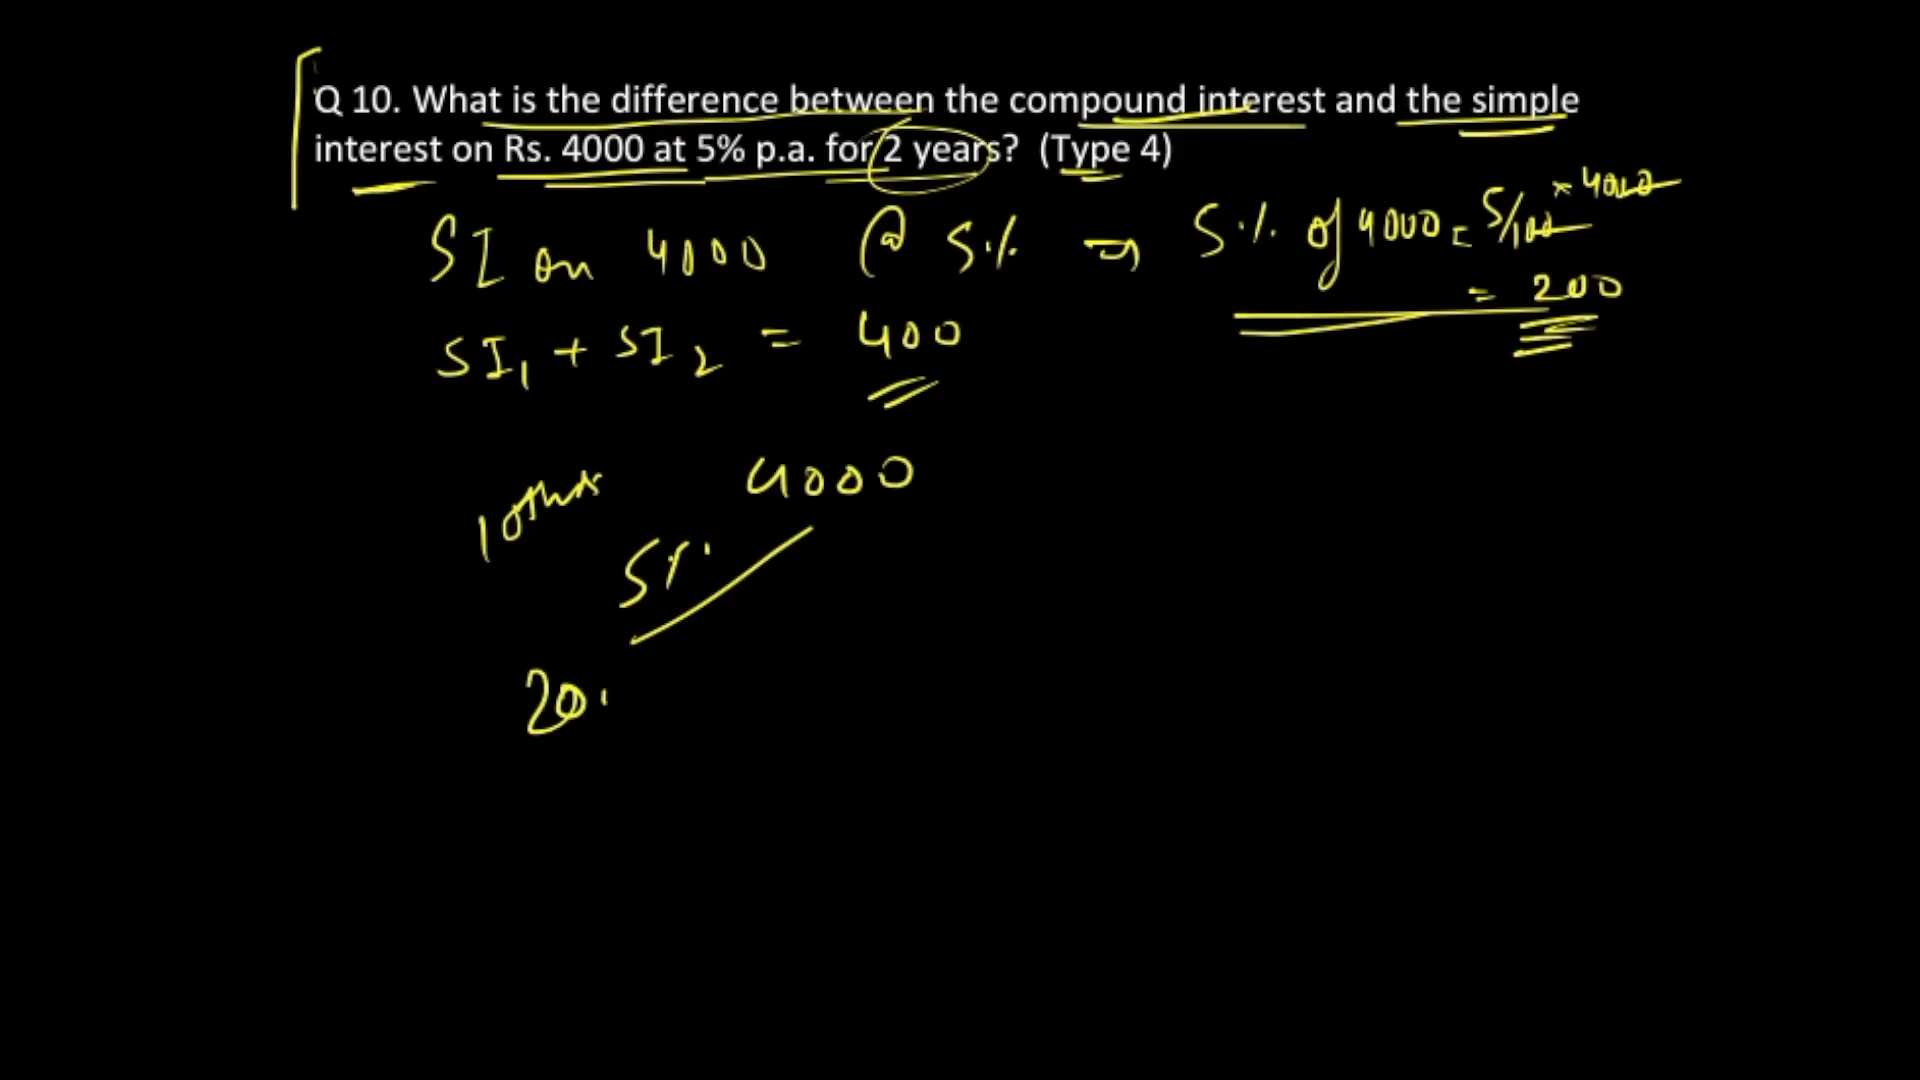 Q 10. What is the difference between the compound interest and the simple
interest on Rs. 4000 at 5% p.a. for 2 years? (Type 4)
SI on 4000 @ 5% ⇒ 5% of 4000 = 5/100 × 4000
= 200
SI₁ + SI₂ = 400
4000
5%
20